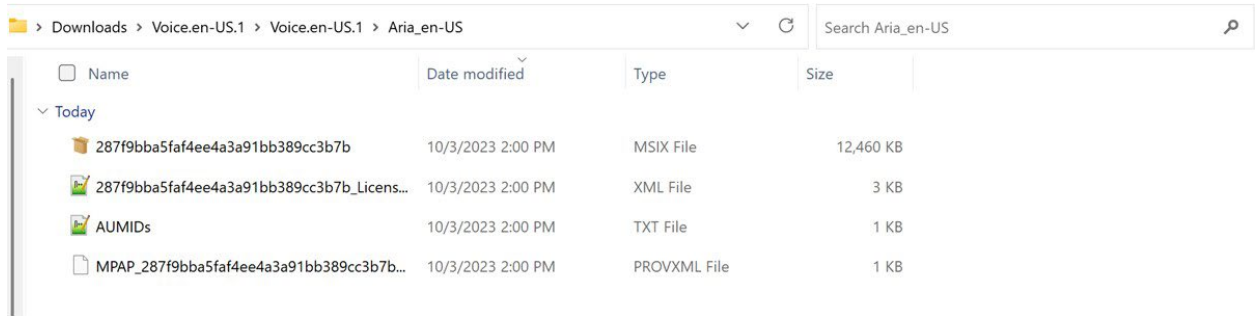 Downloads > Voice.en-US.1 > Voice.en-US.1 > Aria_en-US Search Aria_en-US
Name Date modified Type Size
Today
287f9bba5faf4ee4a3a91bb389cc3b7b 10/3/2023 2:00 PM MSIX File 12,460 KB
287f9bba5faf4ee4a3a91bb389cc3b7b_Licens... 10/3/2023 2:00 PM XML File 3 KB
AUMIDs 10/3/2023 2:00 PM TXT File 1 KB
MPAP_287f9bba5faf4ee4a3a91bb389cc3b7b... 10/3/2023 2:00 PM PROVXML File 1 KB